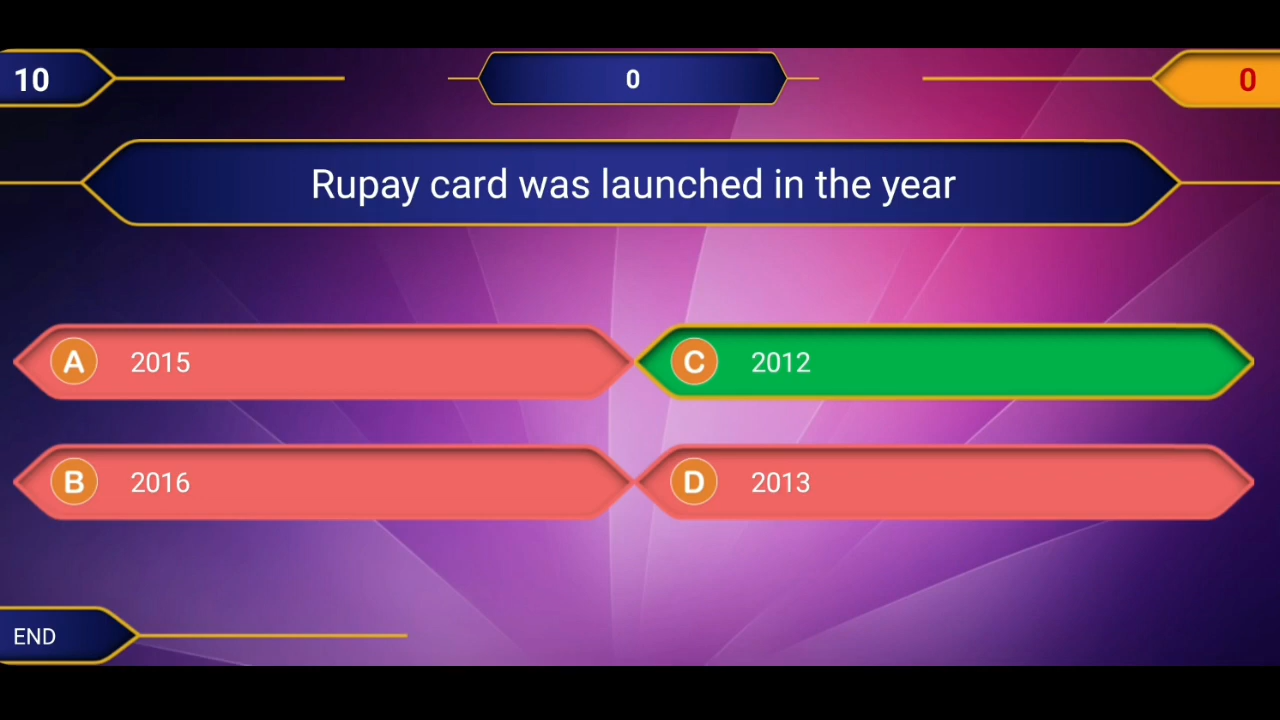 10
0
0
Rupay card was launched in the year
A 2015
C 2012
B 2016
D 2013
END